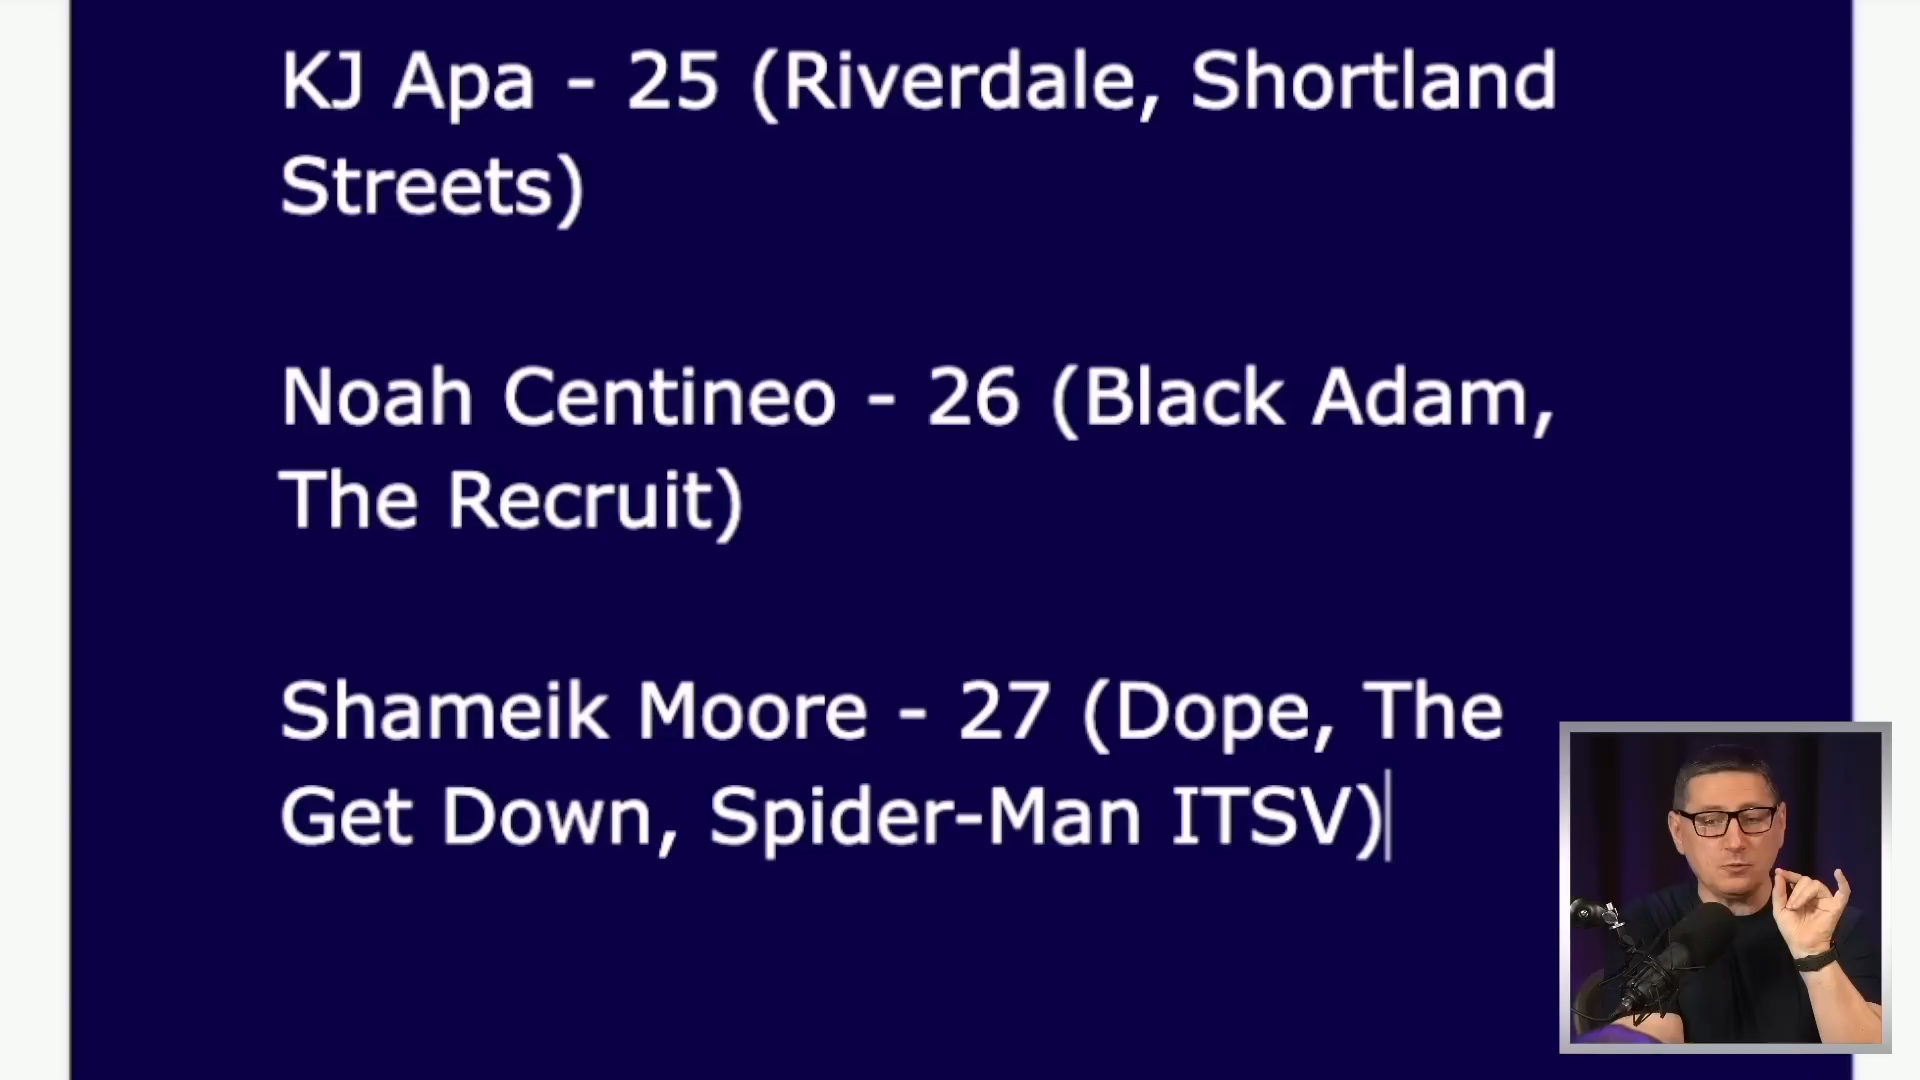 KJ Apa - 25 (Riverdale, Shortland
Streets)
Noah Centineo - 26 (Black Adam,
The Recruit)
Shameik Moore - 27 (Dope, The
Get Down, Spider-Man ITSV)